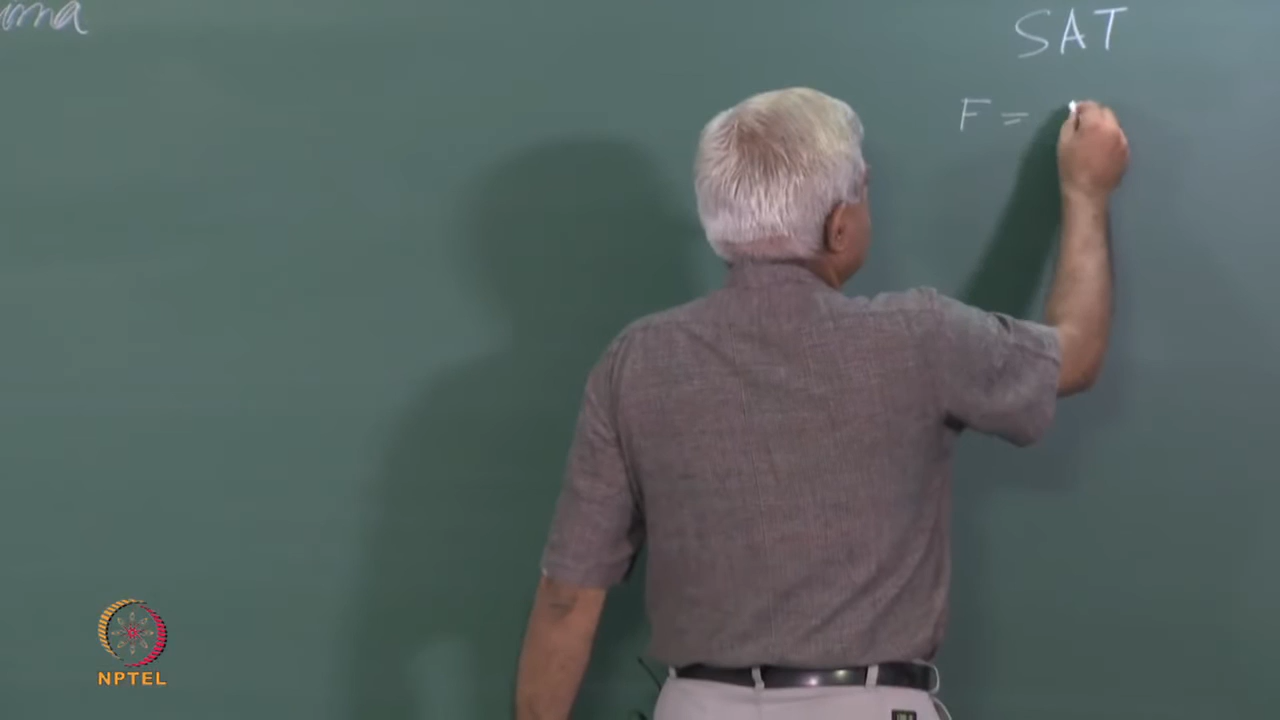 SAT
F =
NPTEL